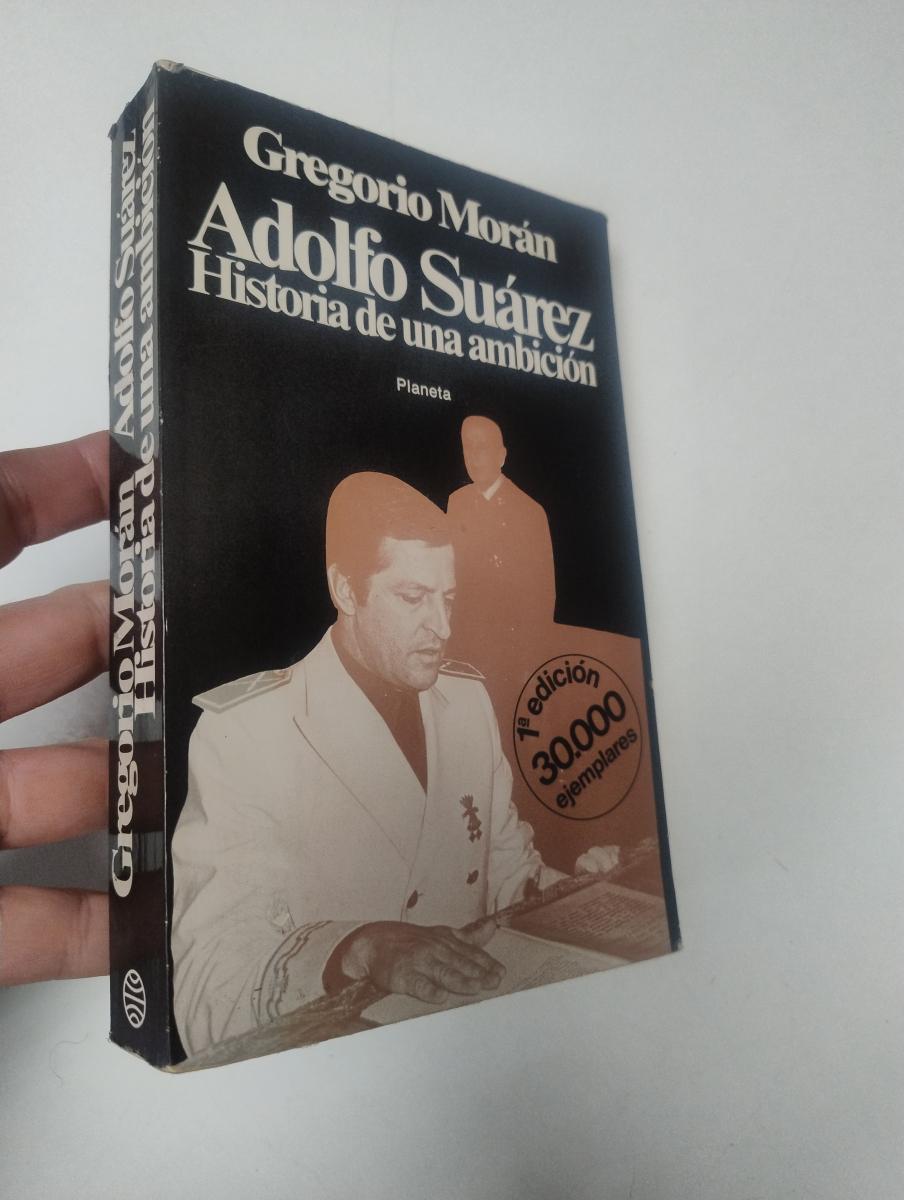 Gregorio Morán
Adolfo Suárez
Historia de una ambición
Planeta
1ª edición
30.000
ejemplares
Gregorio Morán Adolfo Suárez
Historia de una ambición